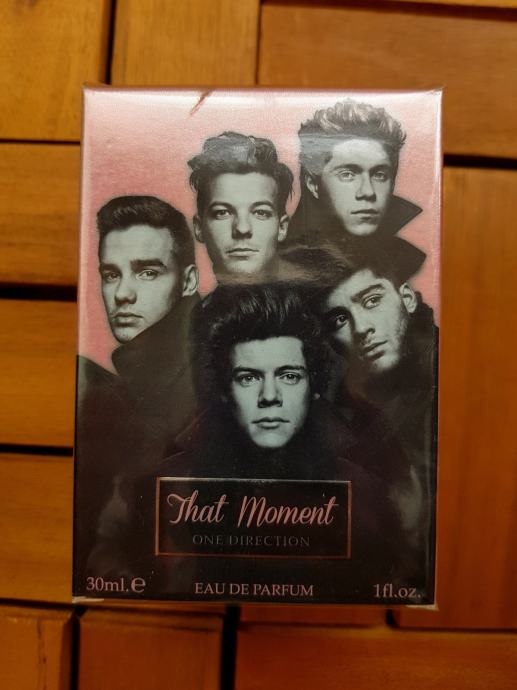 That Moment
ONE DIRECTION
30ml.e EAU DE PARFUM 1fl.oz.